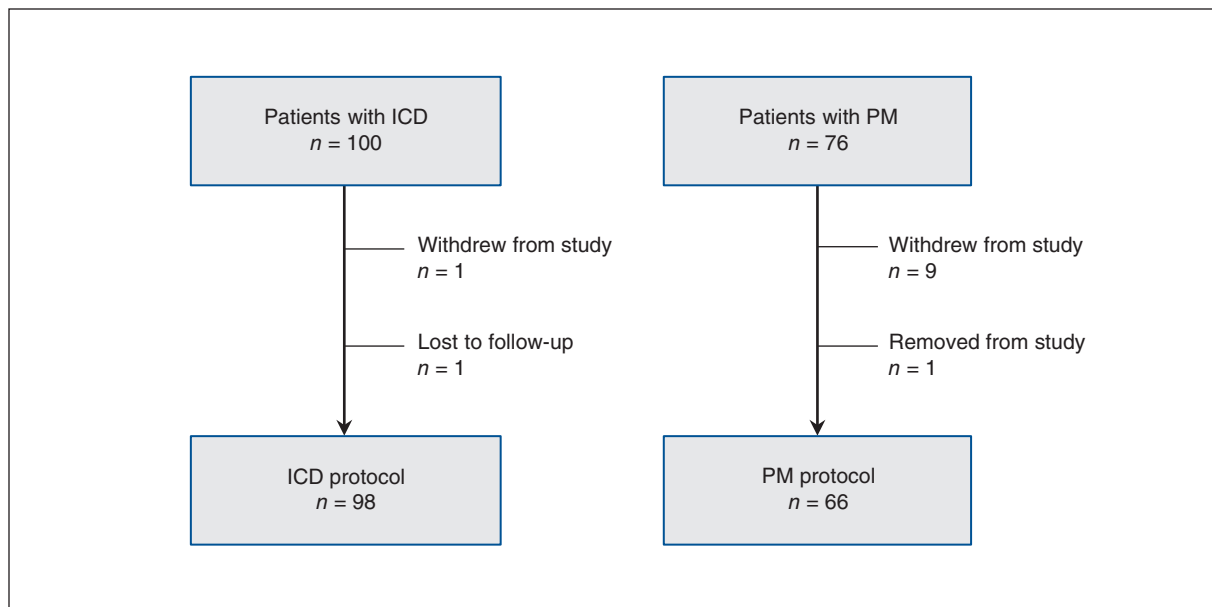 Patients with ICD
n = 100
Withdrew from study
n = 1
Lost to follow-up
n = 1
ICD protocol
n = 98
Patients with PM
n = 76
Withdrew from study
n = 9
Removed from study
n = 1
PM protocol
n = 66